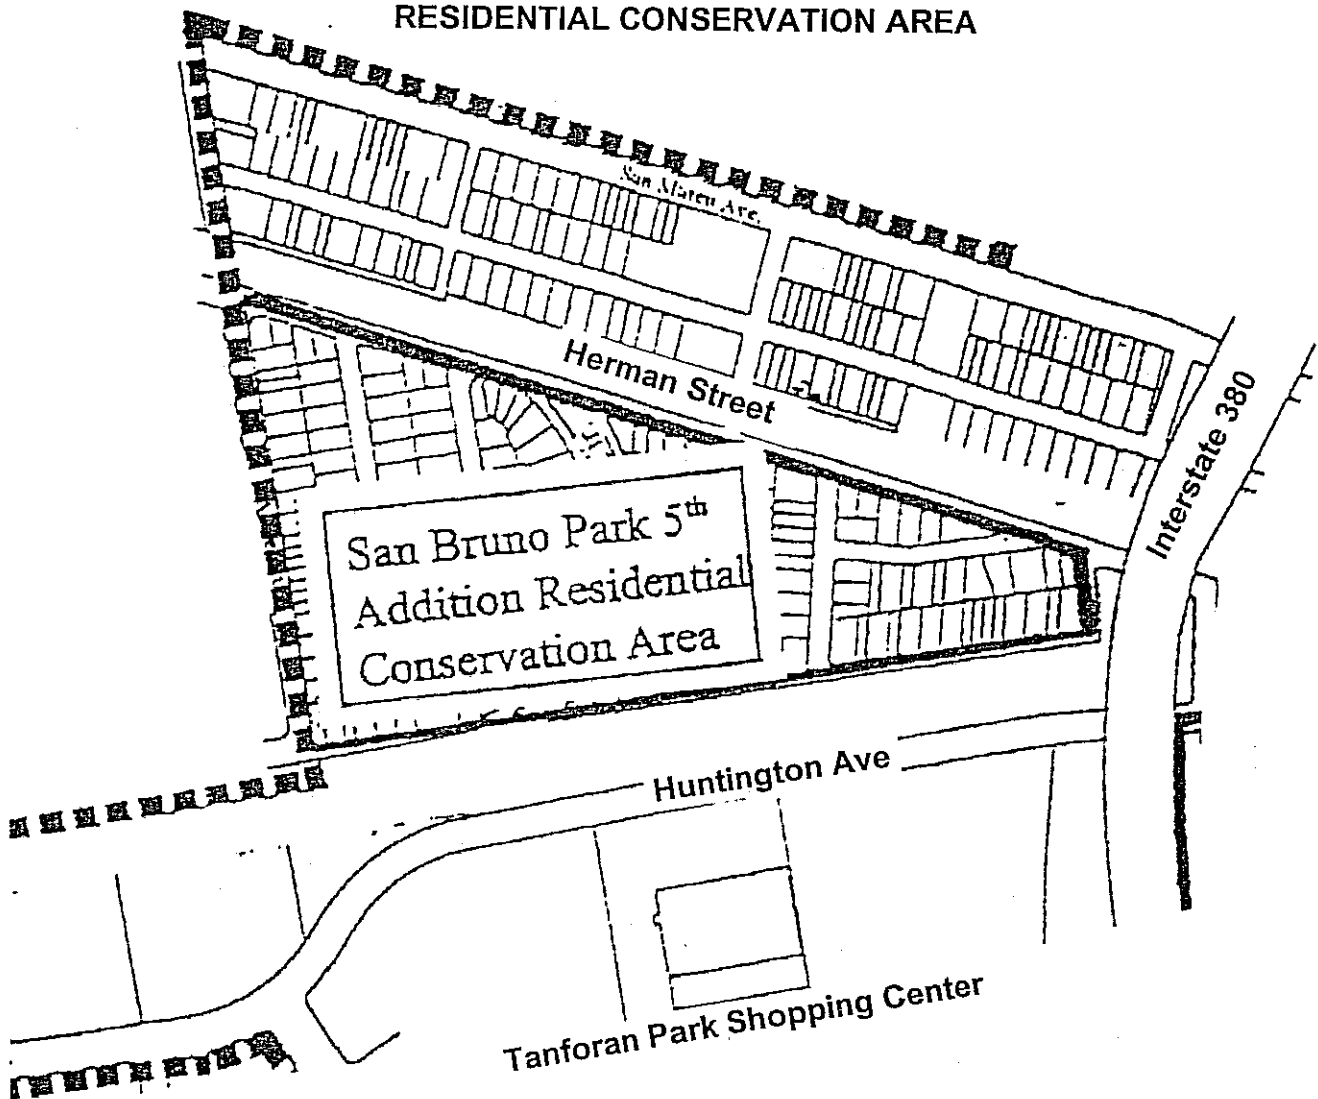 RESIDENTIAL CONSERVATION AREA
San Mateo Ave.
Herman Street
Interstate 380
San Bruno Park 5th
Addition Residential
Conservation Area
Huntington Ave
Tanforan Park Shopping Center